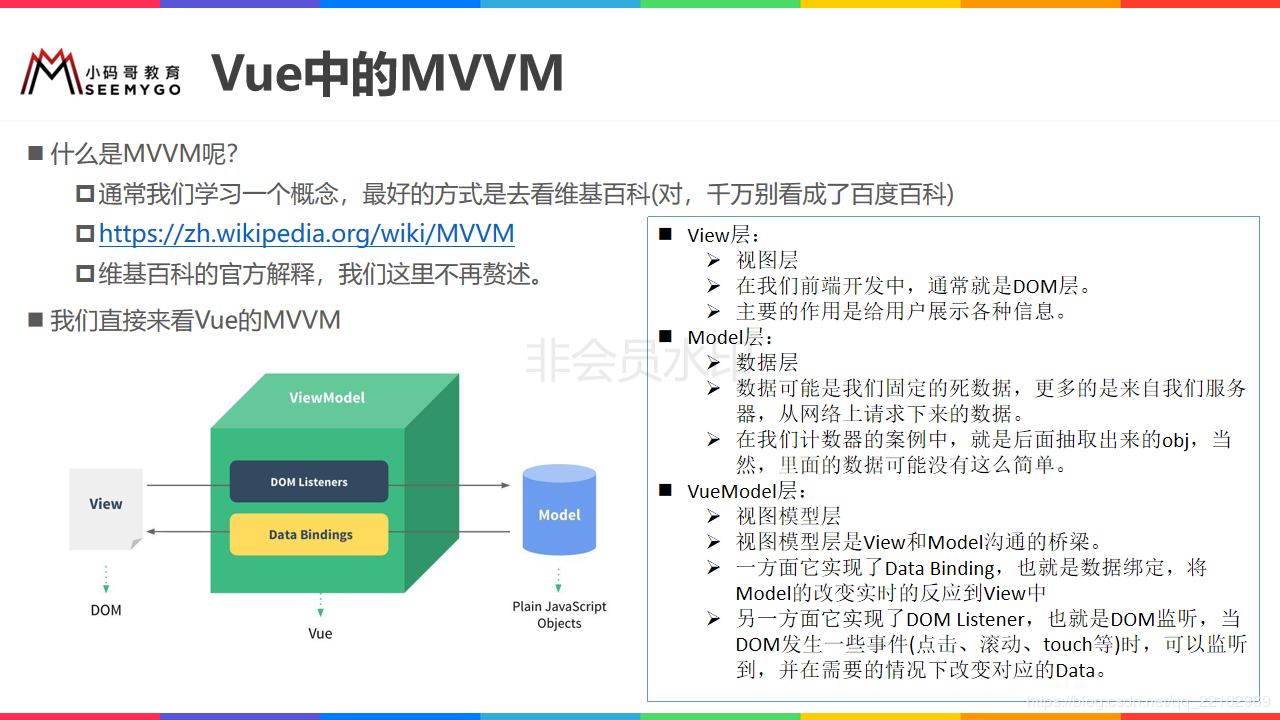 小码哥教育
SEEMYGO
Vue中的MVVM
什么是MVVM呢?
通常我们学习一个概念，最好的方式是去看维基百科(对，千万别看成了百度百科)
https://zh.wikipedia.org/wiki/MVVM
维基百科的官方解释，我们这里不再赘述。
我们直接来看Vue的MVVM
ViewModel
DOM Listeners
Data Bindings
View
Model
DOM
Vue
Plain JavaScript
Objects
View层：
视图层
在我们前端开发中，通常就是DOM层。
主要的作用是给用户展示各种信息。
Model层：
数据层
数据可能是我们固定的死数据，更多的是来自我们服务
器，从网络上请求下来的数据。
在我们计数器的案例中，就是后面抽取出来的obj，当
然，里面的数据可能没有这么简单。
VueModel层：
视图模型层
视图模型层是View和Model沟通的桥梁。
一方面它实现了Data Binding，也就是数据绑定，将
Model的改变实时的反应到View中
另一方面它实现了DOM Listener，也就是DOM监听，当
DOM发生一些事件(点击、滚动、touch等)时，可以监听
到，并在需要的情况下改变对应的Data。
非会员水印
https://blog.csdn.net/qq_22182989